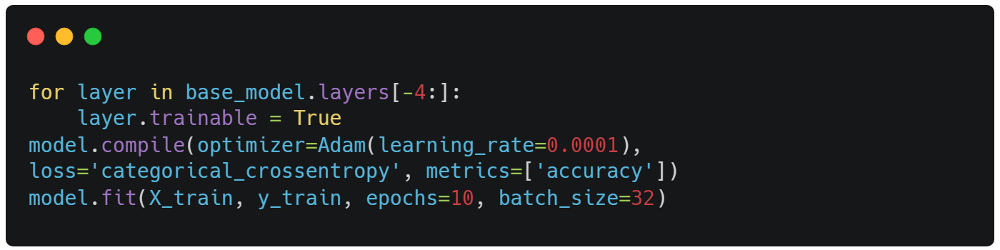 for layer in base_model.layers[-4:]:
    layer.trainable = True
model.compile(optimizer=Adam(learning_rate=0.0001),
loss='categorical_crossentropy', metrics=['accuracy'])
model.fit(X_train, y_train, epochs=10, batch_size=32)